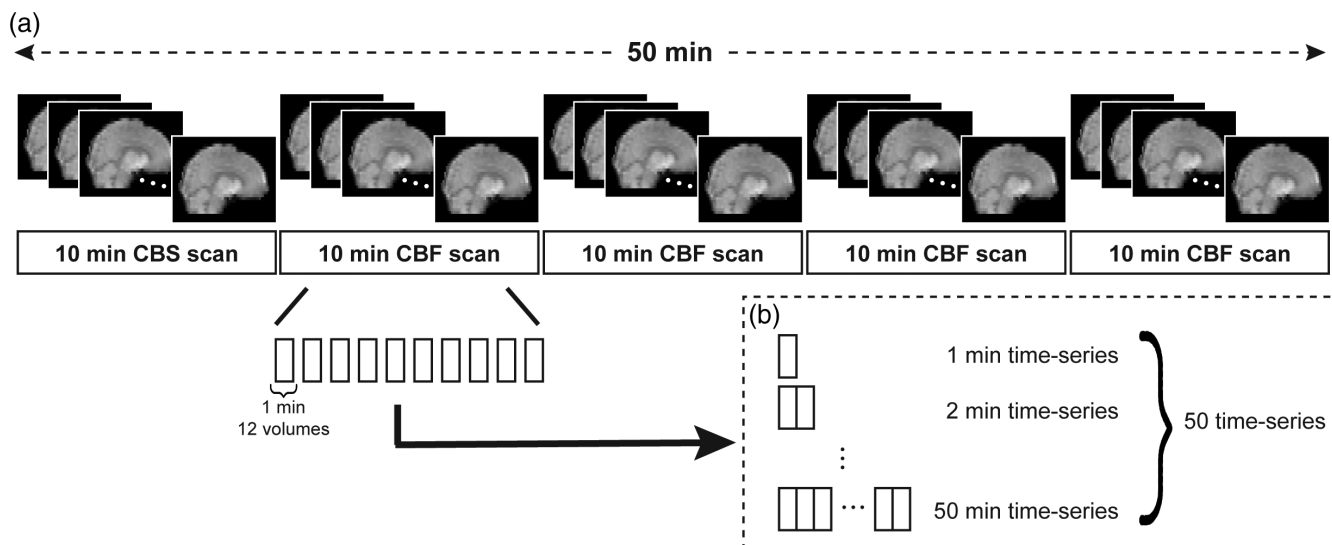 (a)
50 min
10 min CBS scan
10 min CBF scan
10 min CBF scan
10 min CBF scan
10 min CBF scan
1 min
12 volumes
(b)
1 min time-series
2 min time-series
50 min time-series
50 time-series